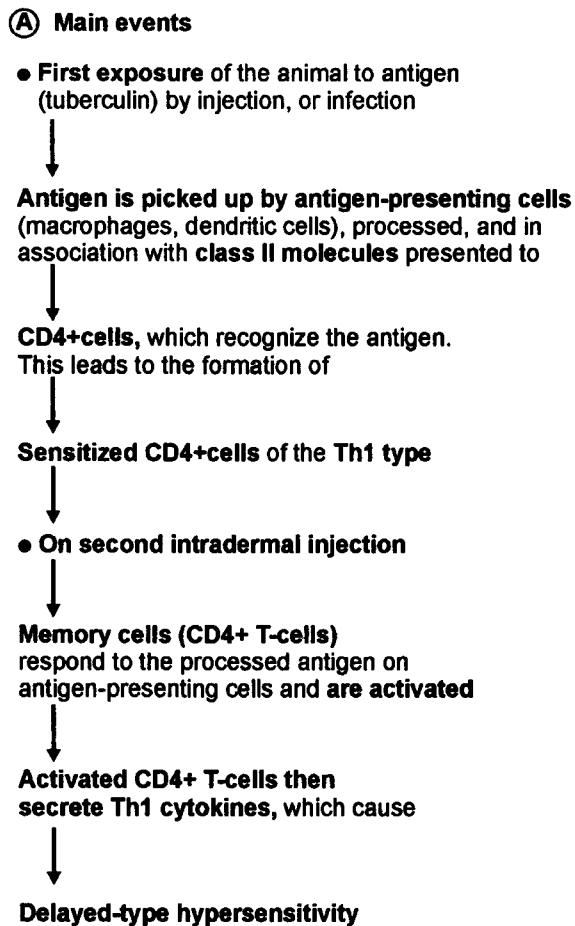 Ⓐ Main events
● First exposure of the animal to antigen
(tuberculin) by injection, or infection
Antigen is picked up by antigen-presenting cells
(macrophages, dendritic cells), processed, and in
association with class II molecules presented to
CD4+cells, which recognize the antigen.
This leads to the formation of
Sensitized CD4+cells of the Th1 type
● On second intradermal injection
Memory cells (CD4+ T-cells)
respond to the processed antigen on
antigen-presenting cells and are activated
Activated CD4+ T-cells then
secrete Th1 cytokines, which cause
Delayed-type hypersensitivity